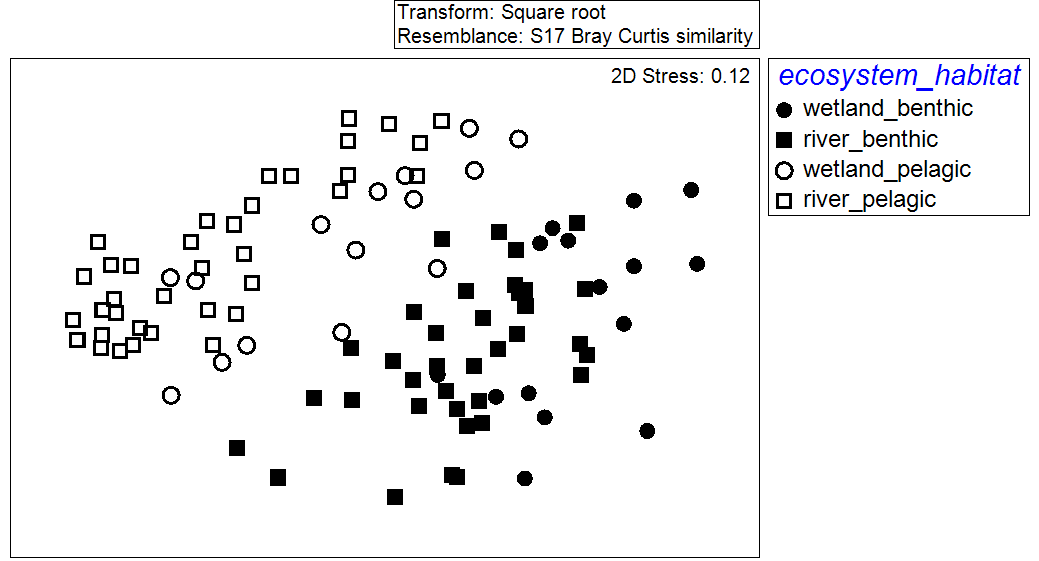 Transform: Square root
Resemblance: S17 Bray Curtis similarity
2D Stress: 0.12
ecosystem_habitat
wetland_benthic
river_benthic
wetland_pelagic
river_pelagic